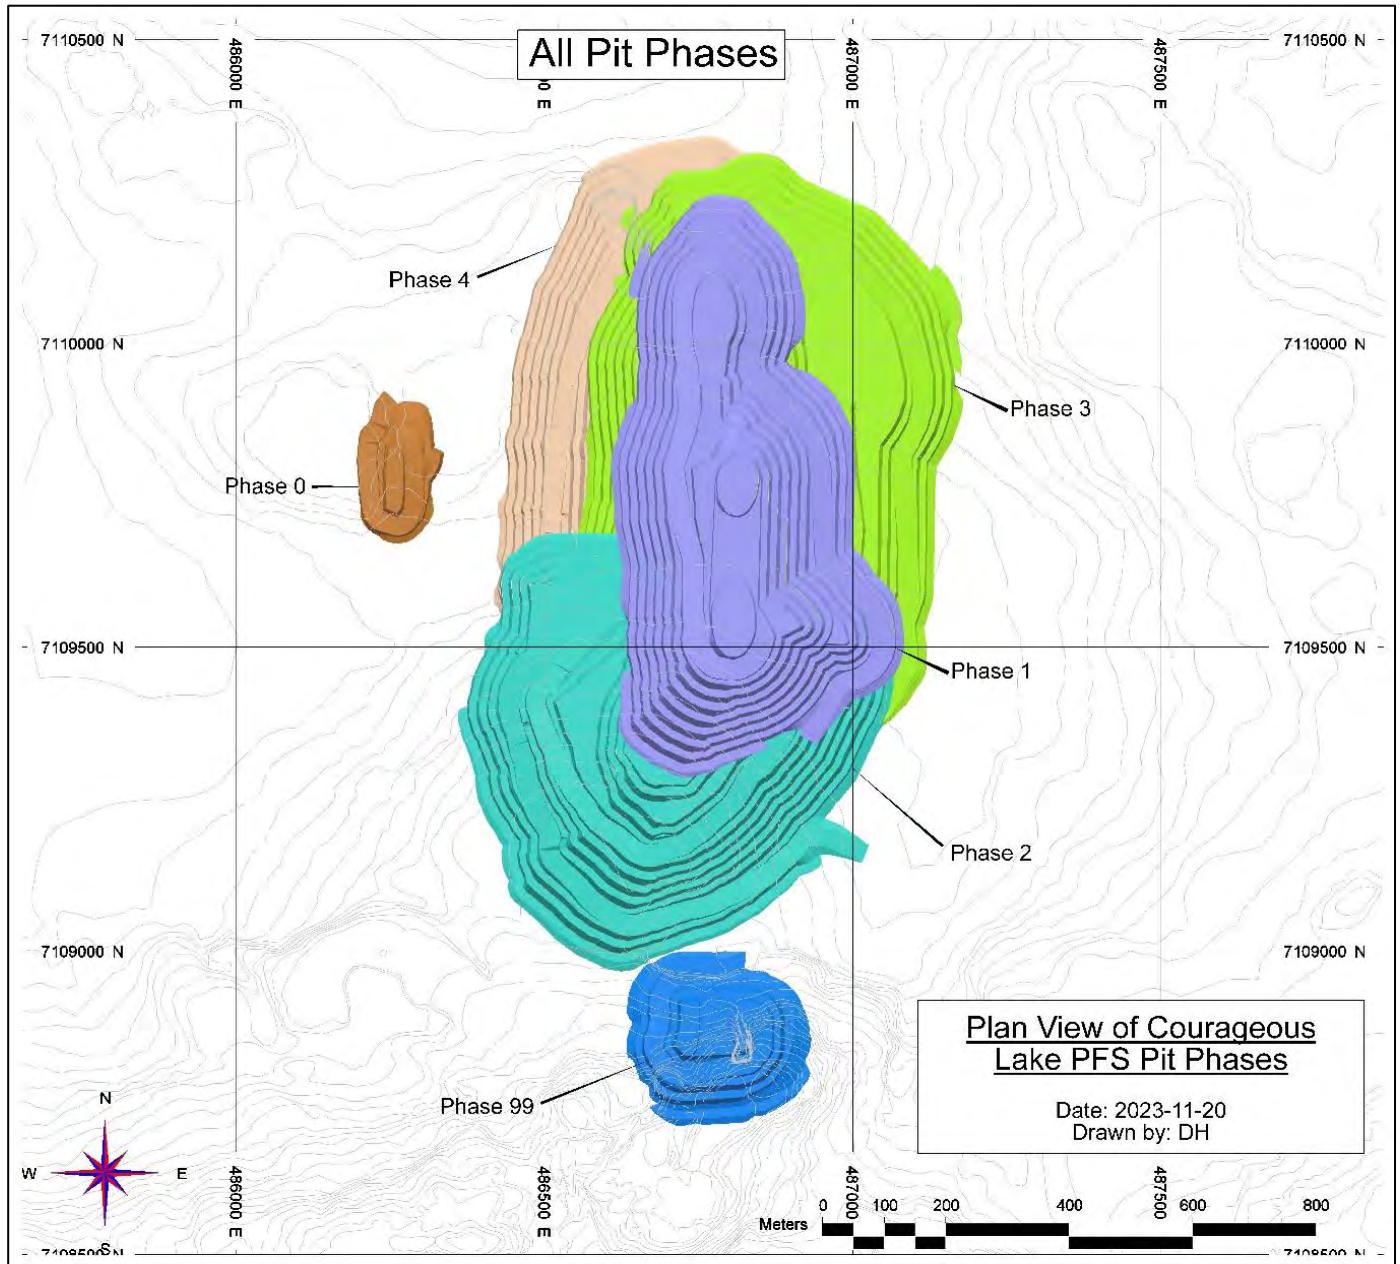 All Pit Phases
7110500 N
7110500 N
486000 E
487000 E
487500 E
Phase 4
7110000 N
7110000 N
Phase 3
Phase 0
7109500 N
7109500 N
Phase 1
Phase 2
7109000 N
7109000 N
Phase 99
Plan View of Courageous
Lake PFS Pit Phases
Date: 2023-11-20
Drawn by: DH
N
W
E
S
486000 E
486500 E
487000 E
487500 E
Meters
0
100
200
400
600
800
7108500 N
7108500 N